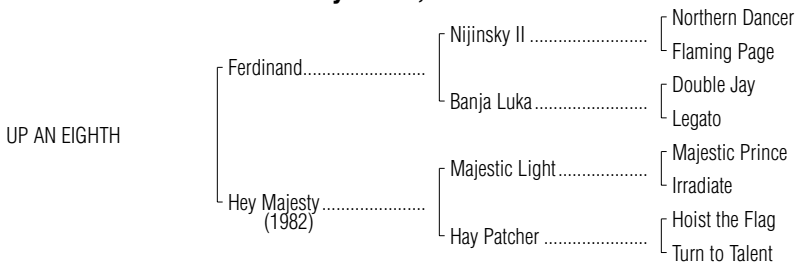 Northern Dancer
Nijinsky II ........................
Flaming Page
Ferdinand.........................
Double Jay
Banja Luka.......................
Legato
UP AN EIGHTH
Majestic Prince
Majestic Light...................
Irradiate
Hey Majesty .....................
(1982)
Hoist the Flag
Hay Patcher .....................
Turn to Talent